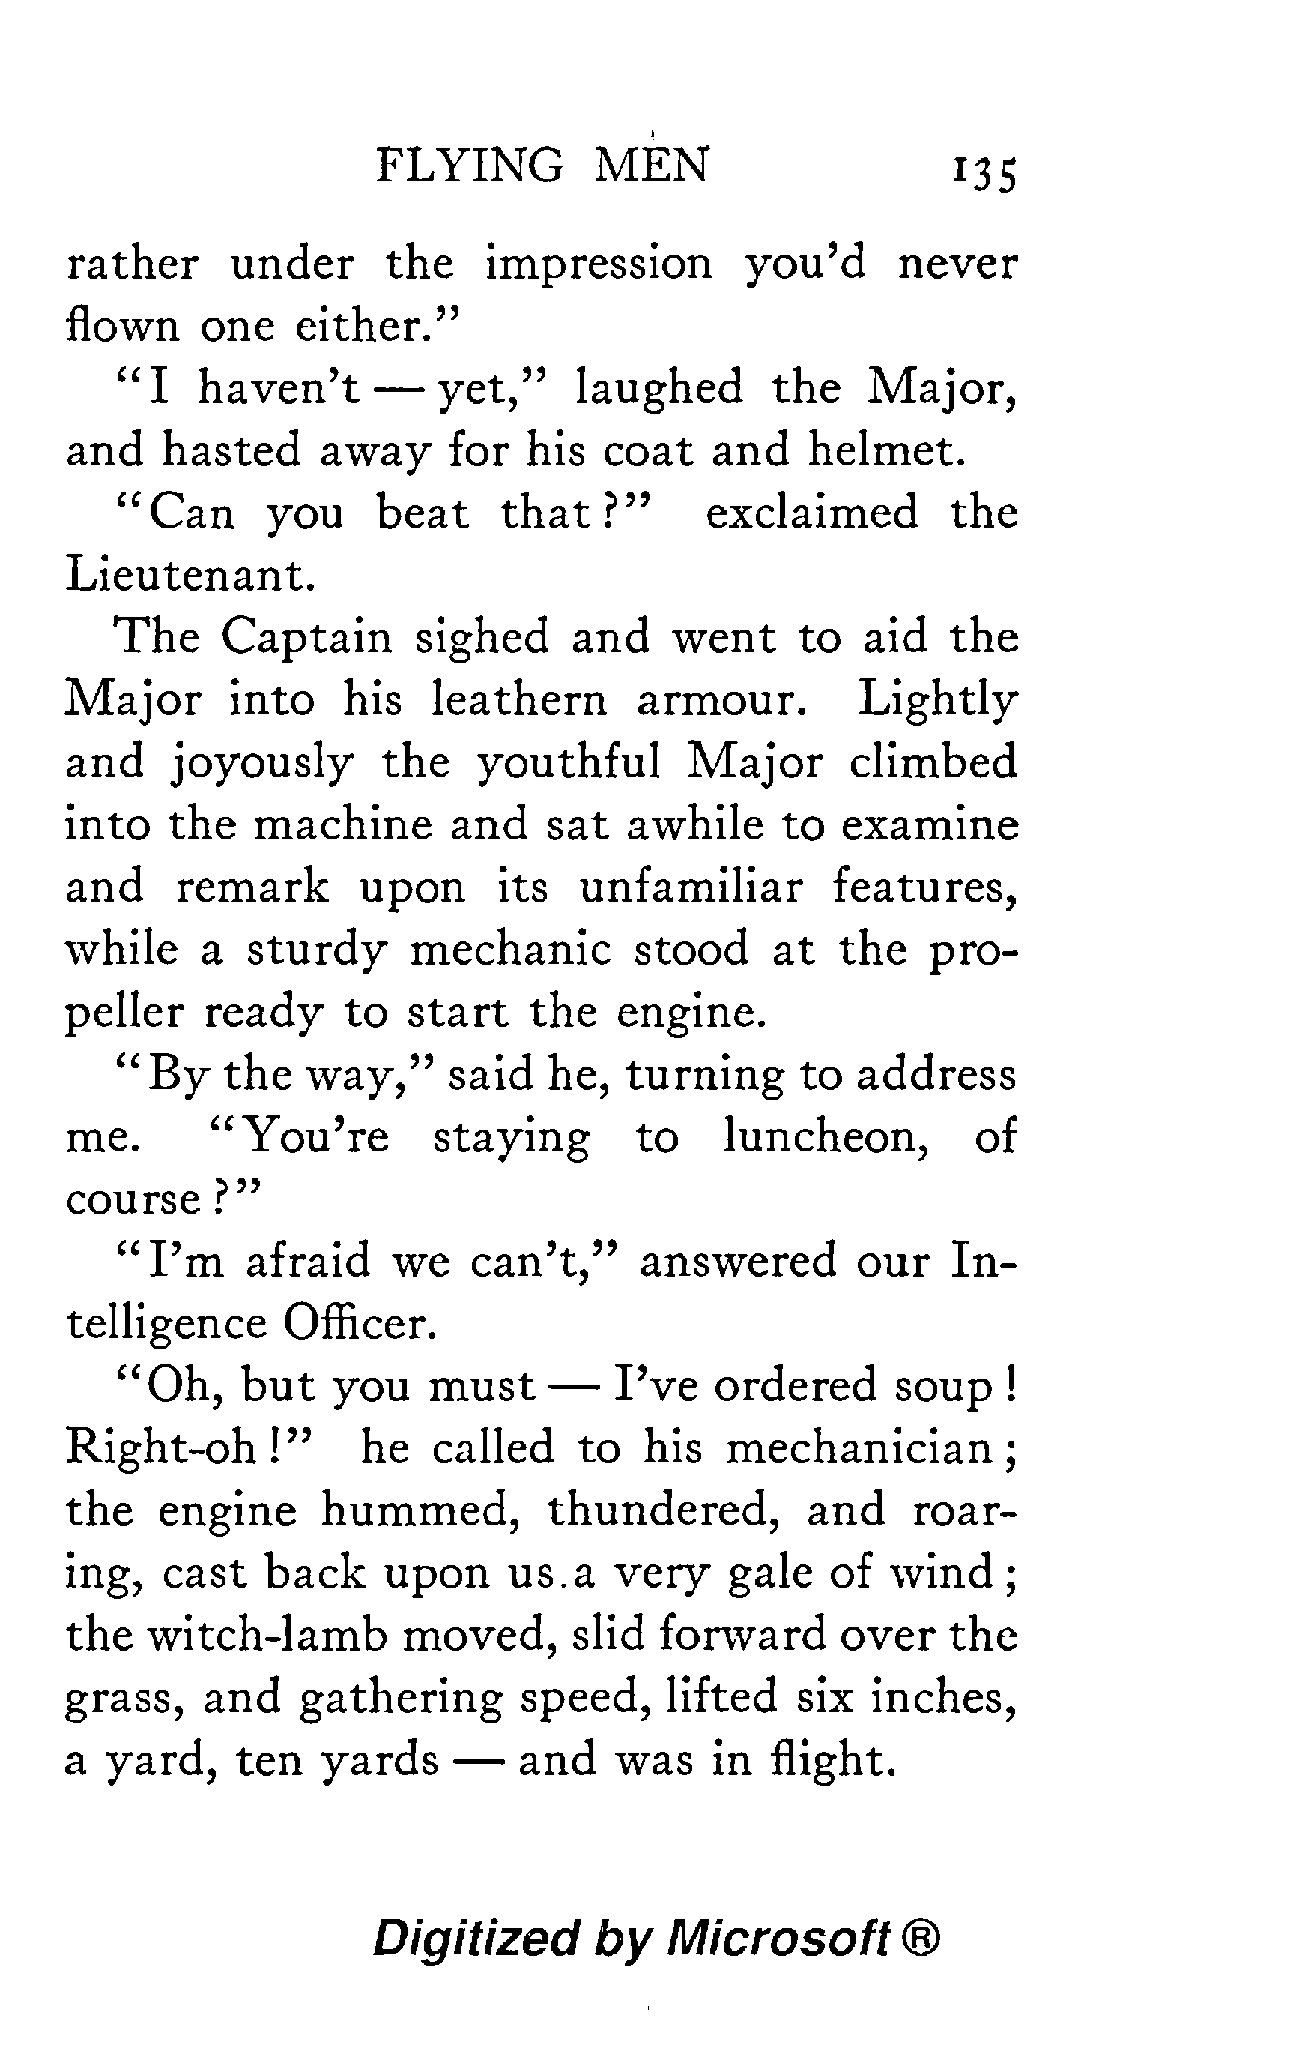 FLYING MEN 135
rather under the impression you'd never
flown one either."
"I haven't — yet," laughed the Major,
and hasted away for his coat and helmet.
"Can you beat that?" exclaimed the
Lieutenant.
The Captain sighed and went to aid the
Major into his leathern armour. Lightly
and joyously the youthful Major climbed
into the machine and sat awhile to examine
and remark upon its unfamiliar features,
while a sturdy mechanic stood at the pro-
peller ready to start the engine.
"By the way," said he, turning to address
me. "You're staying to luncheon, of
course?"
"I'm afraid we can't," answered our In-
telligence Officer.
"Oh, but you must — I've ordered soup!
Right-oh!" he called to his mechanician;
the engine hummed, thundered, and roar-
ing, cast back upon us.a very gale of wind;
the witch-lamb moved, slid forward over the
grass, and gathering speed, lifted six inches,
a yard, ten yards — and was in flight.
Digitized by Microsoft ®